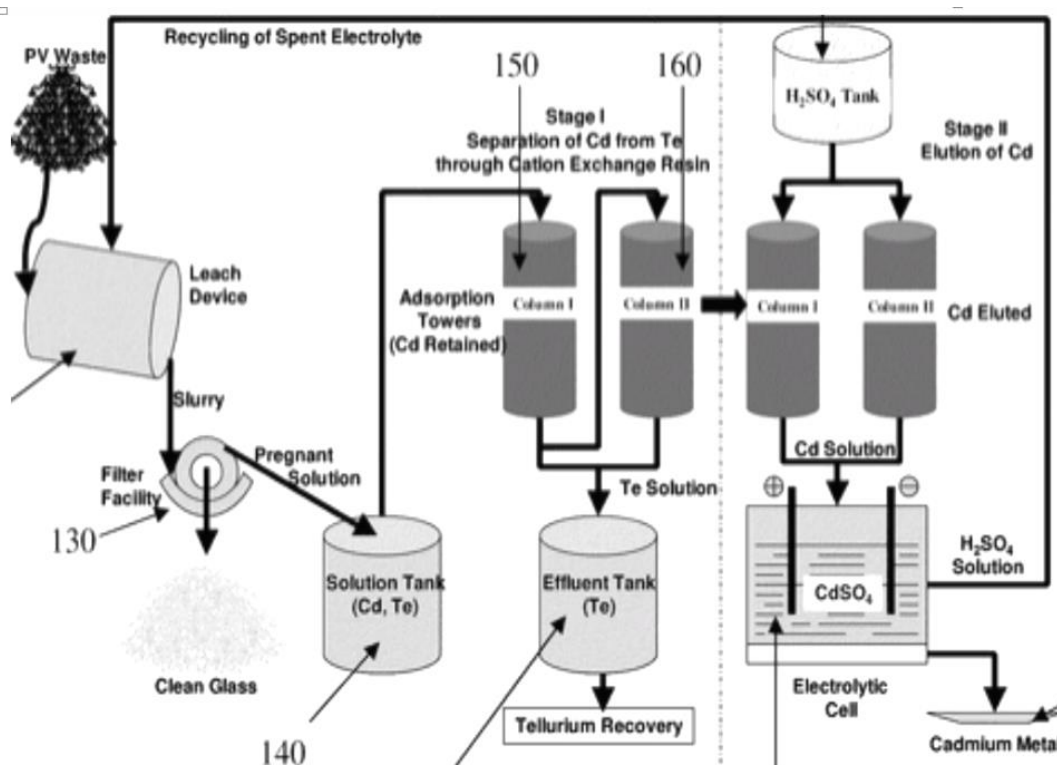 Recycling of Spent Electrolyte
PV Waste
150
160
H₂SO₄ Tank
Stage I
Separation of Cd from Te
through Cation Exchange Resin
Stage II
Elution of Cd
Leach
Device
Adsorption
Towers
(Cd Retained)
Column I
Column II
Column I
Column II
Cd Eluted
Slurry
Filter
Facility
130
Pregnant
Solution
Te Solution
Cd Solution
+
−
Solution Tank
(Cd, Te)
Effluent Tank
(Te)
CdSO₄
H₂SO₄
Solution
Clean Glass
140
Tellurium Recovery
Electrolytic
Cell
Cadmium Metal